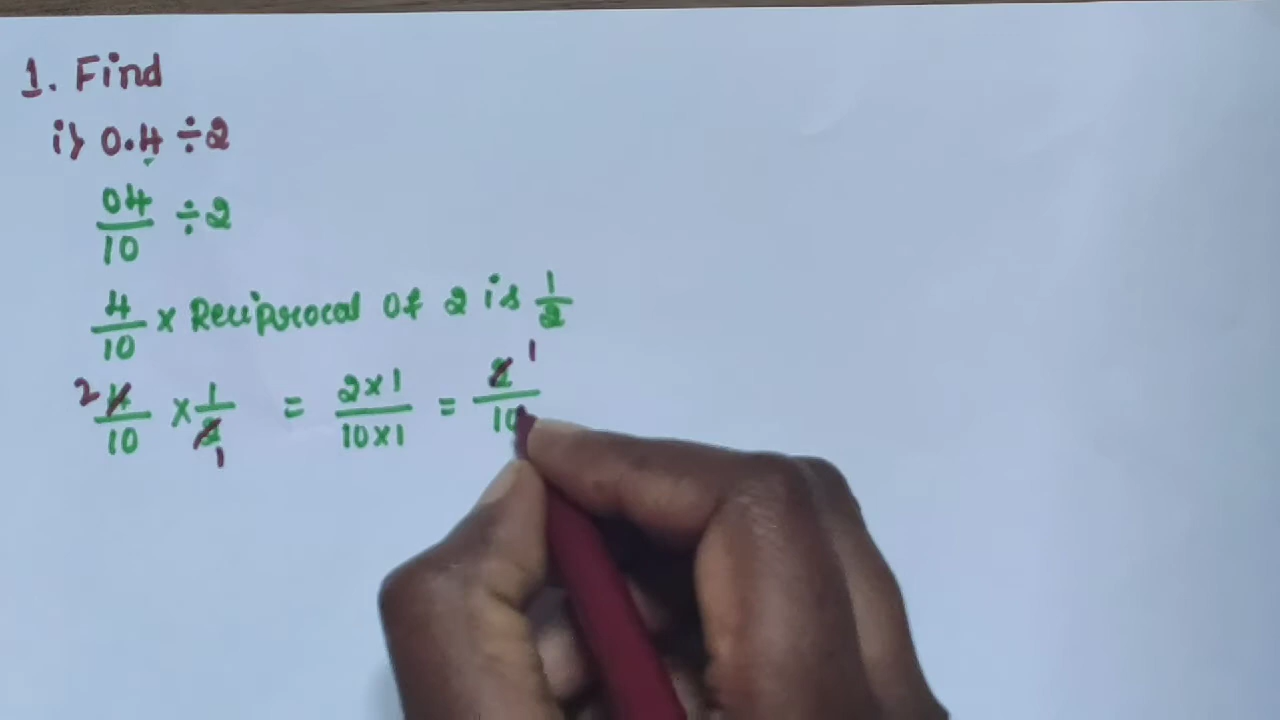 1. Find
i) 0.4 ÷ 2
04/10 ÷ 2
4/10 × Reciprocal Of 2 is 1/2
2 4/10 × 1/2 1 = 2×1/10×1 = 2/10 1